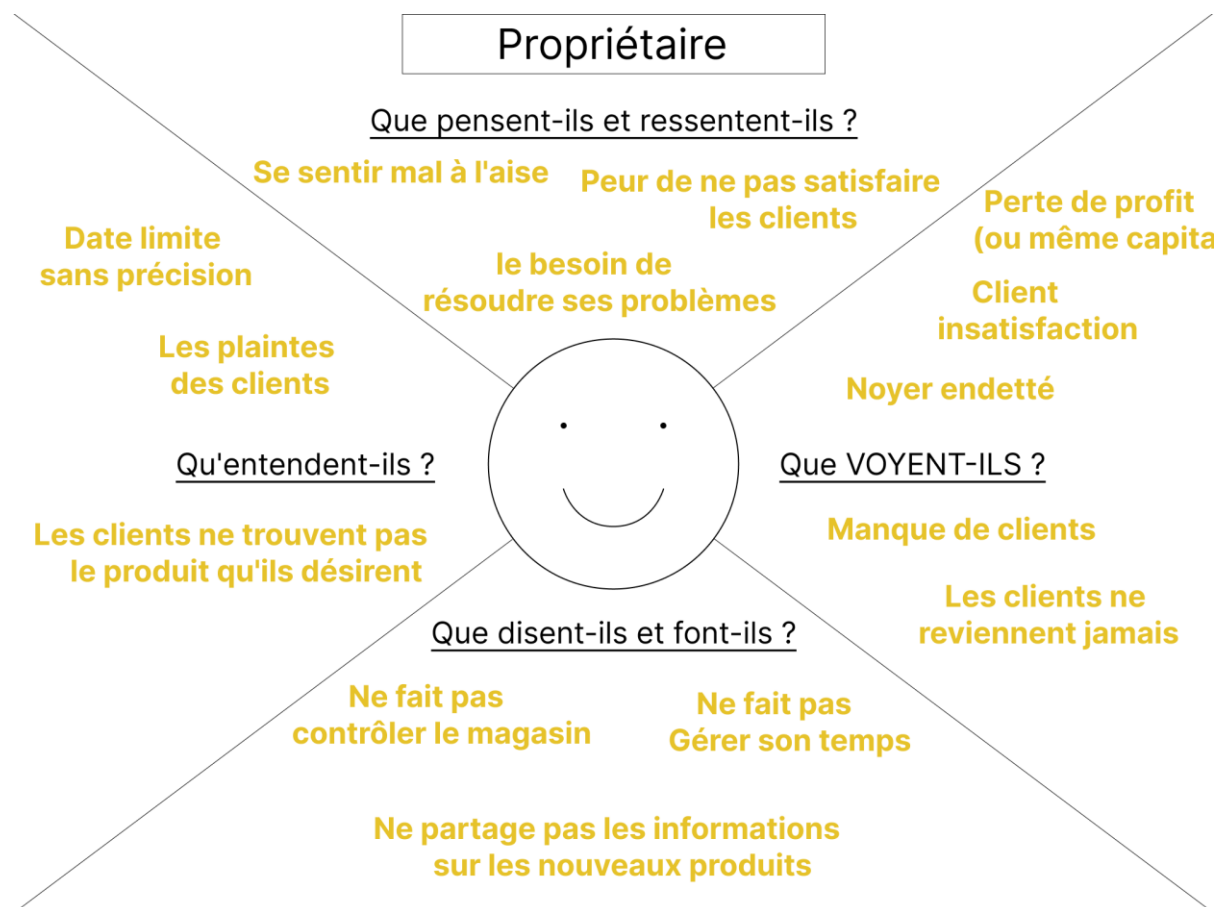 Propriétaire
Que pensent-ils et ressentent-ils ?
Se sentir mal à l'aise
Peur de ne pas satisfaire
les clients
le besoin de
résoudre ses problèmes
Date limite
sans précision
Les plaintes
des clients
Qu'entendent-ils ?
Les clients ne trouvent pas
le produit qu'ils désirent
Perte de profit
(ou même capita
Client
insatisfaction
Noyer endetté
Que VOYENT-ILS ?
Manque de clients
Les clients ne
reviennent jamais
Que disent-ils et font-ils ?
Ne fait pas
contrôler le magasin
Ne fait pas
Gérer son temps
Ne partage pas les informations
sur les nouveaux produits